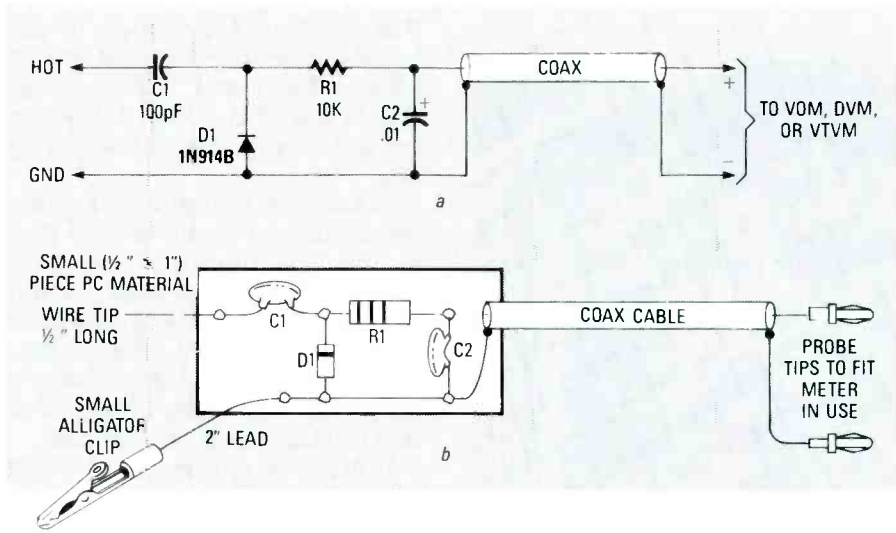 HOT
C1
100pF
R1
10K
D1
1N914B
C2
.01
+
COAX
+
−
TO VOM, DVM,
OR VTVM
GND
a
SMALL (½" × 1")
PIECE PC MATERIAL
WIRE TIP
½" LONG
C1
R1
D1
C2
COAX CABLE
PROBE
TIPS TO FIT
METER
IN USE
SMALL
ALLIGATOR
CLIP
2" LEAD
b